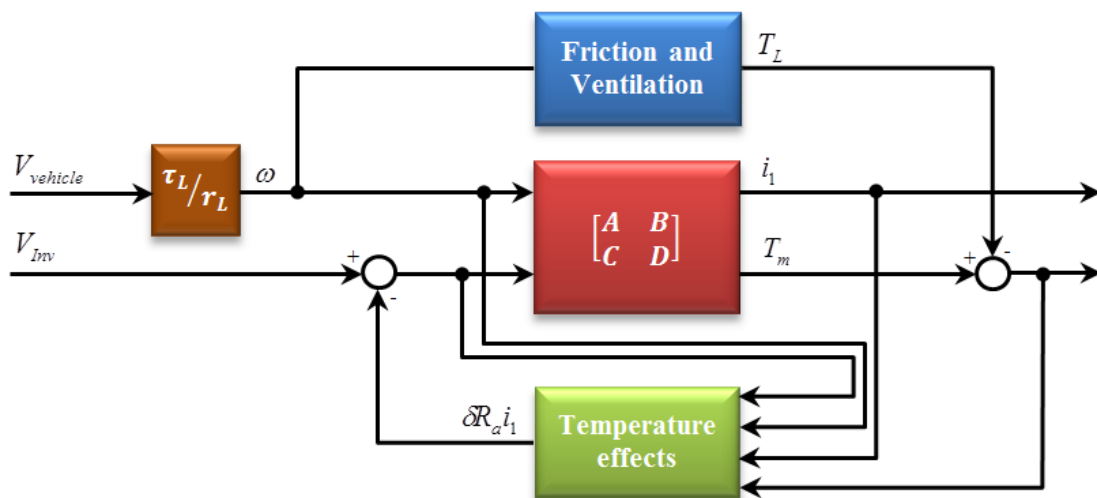 Friction and
Ventilation
T_L
V_vehicle
τ_L/r_L
ω
i_1
[A B
C D]
V_Inv
+
-
T_m
+
-
δR_a i_1
Temperature
effects